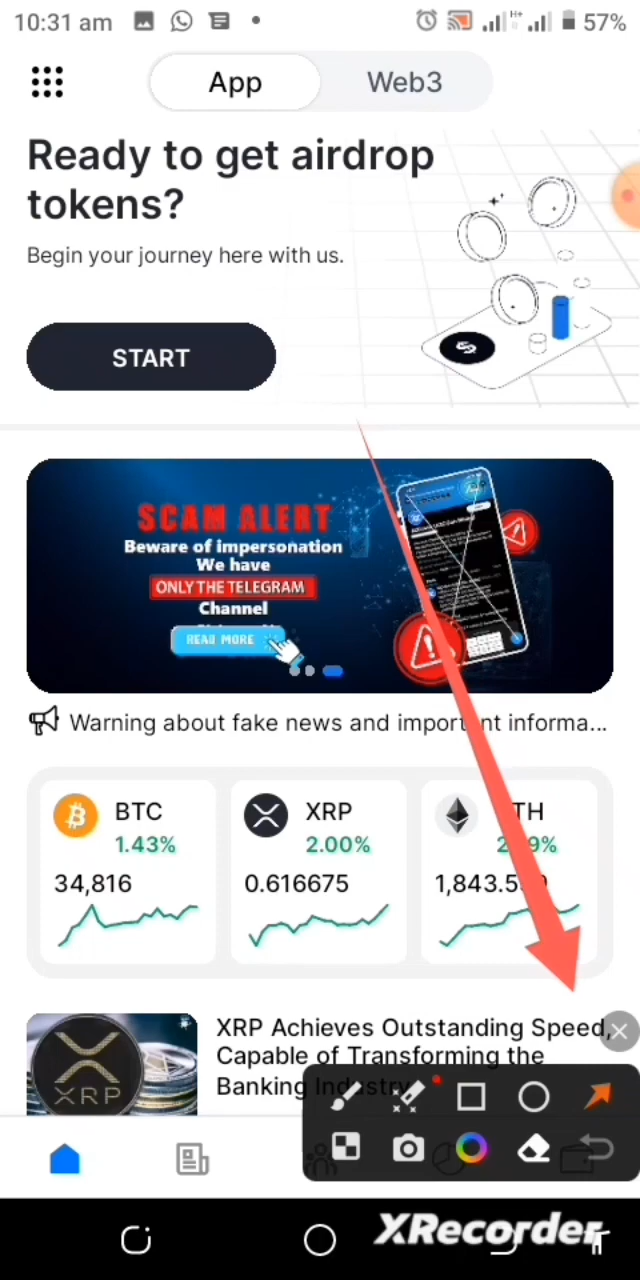 10:31 am
H+
57%
App
Web3
Ready to get airdrop
tokens?
Begin your journey here with us.
START
SCAM ALERT
Beware of impersonation
We have
ONLY THE TELEGRAM
Channel
READ MORE
Warning about fake news and important informa...
BTC
1.43%
34,816
XRP
2.00%
0.616675
TH
1,843.5
XRP Achieves Outstanding Speed,
Capable of Transforming the
Banking Industry
XRP
XRecorder